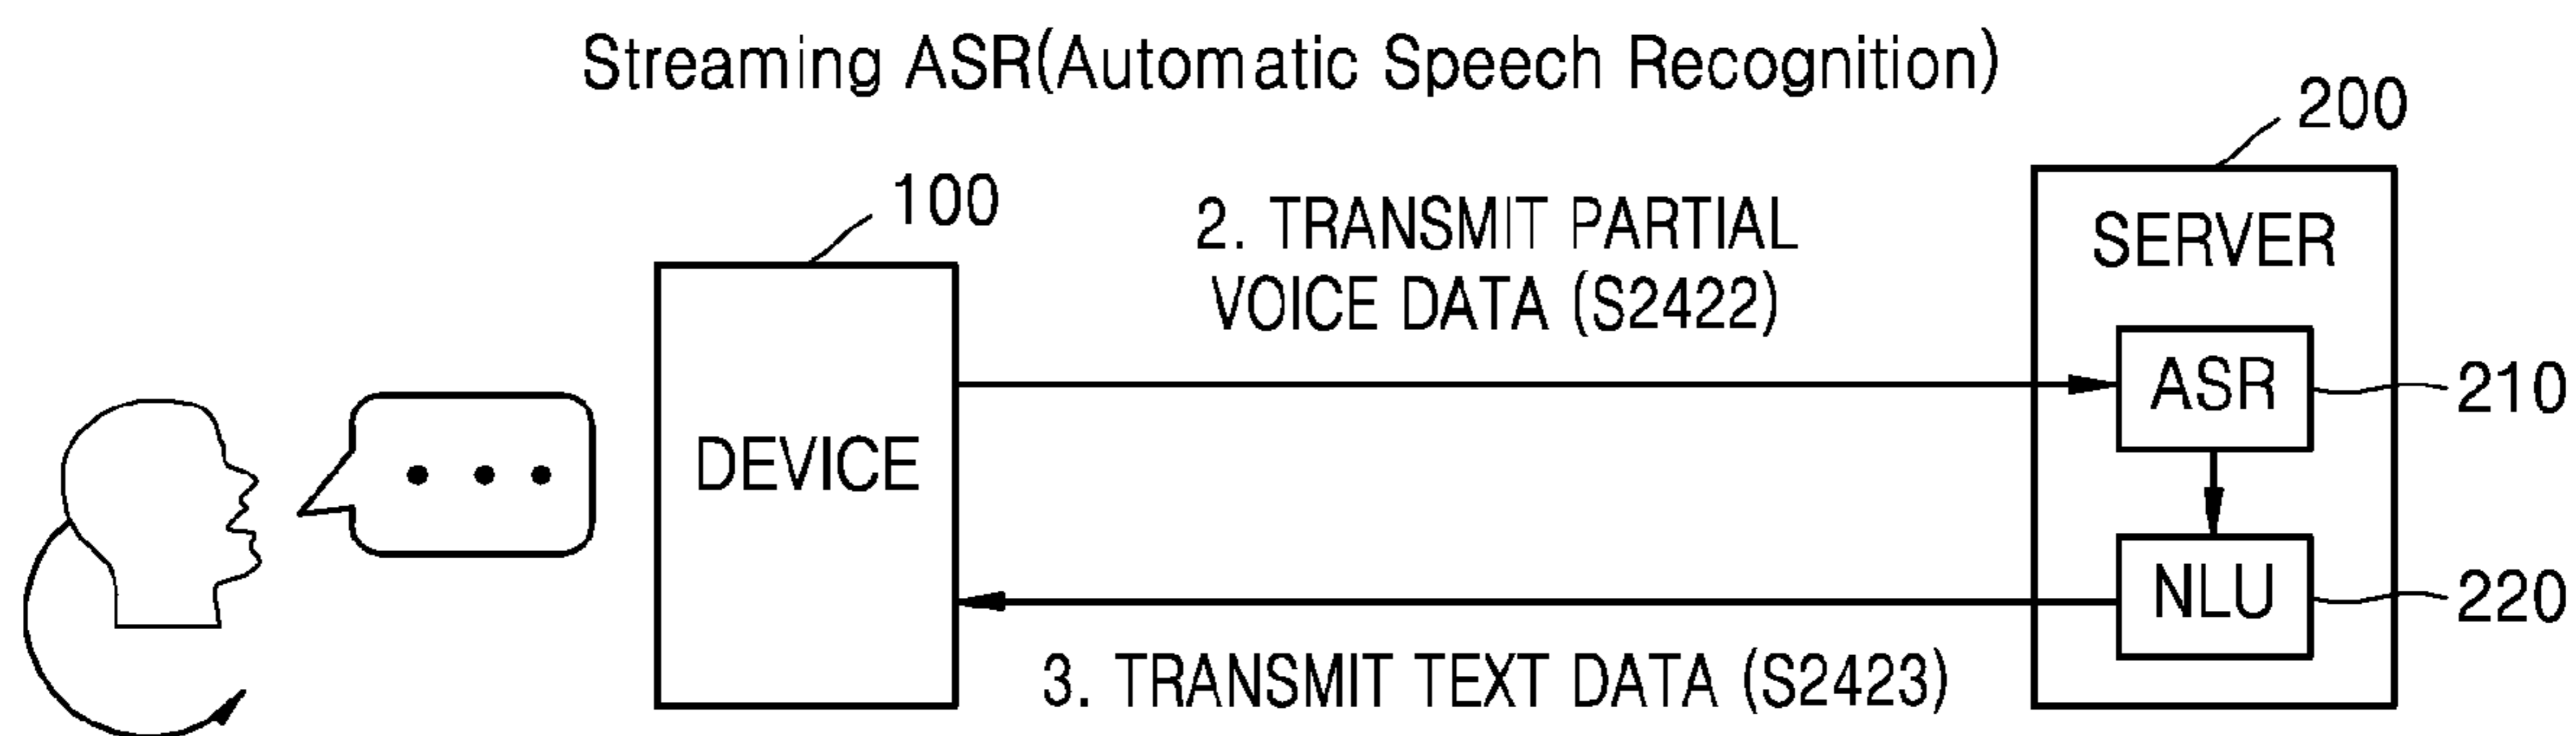 Streaming ASR(Automatic Speech Recognition)
200
100
2. TRANSMIT PARTIAL
VOICE DATA (S2422)
SERVER
DEVICE
ASR
210
NLU
220
3. TRANSMIT TEXT DATA (S2423)